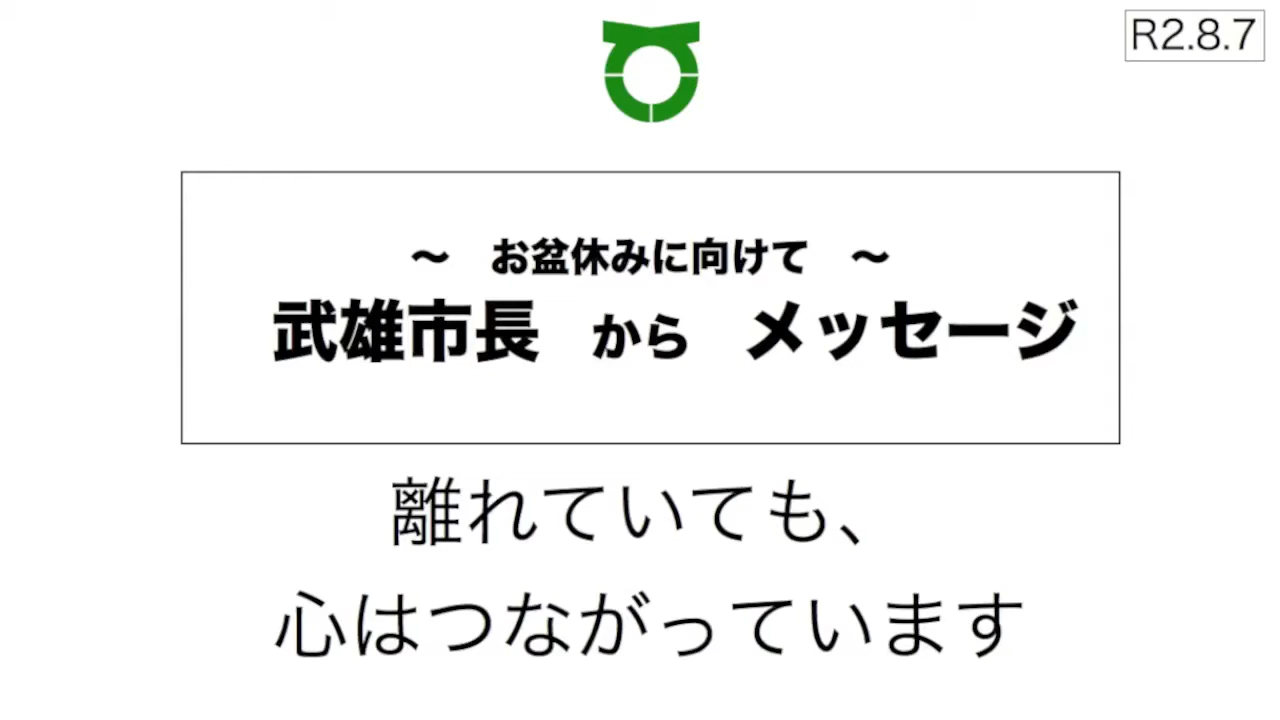 R2.8.7
～ お盆休みに向けて ～
武雄市長 から メッセージ
離れていても、
心はつながっています